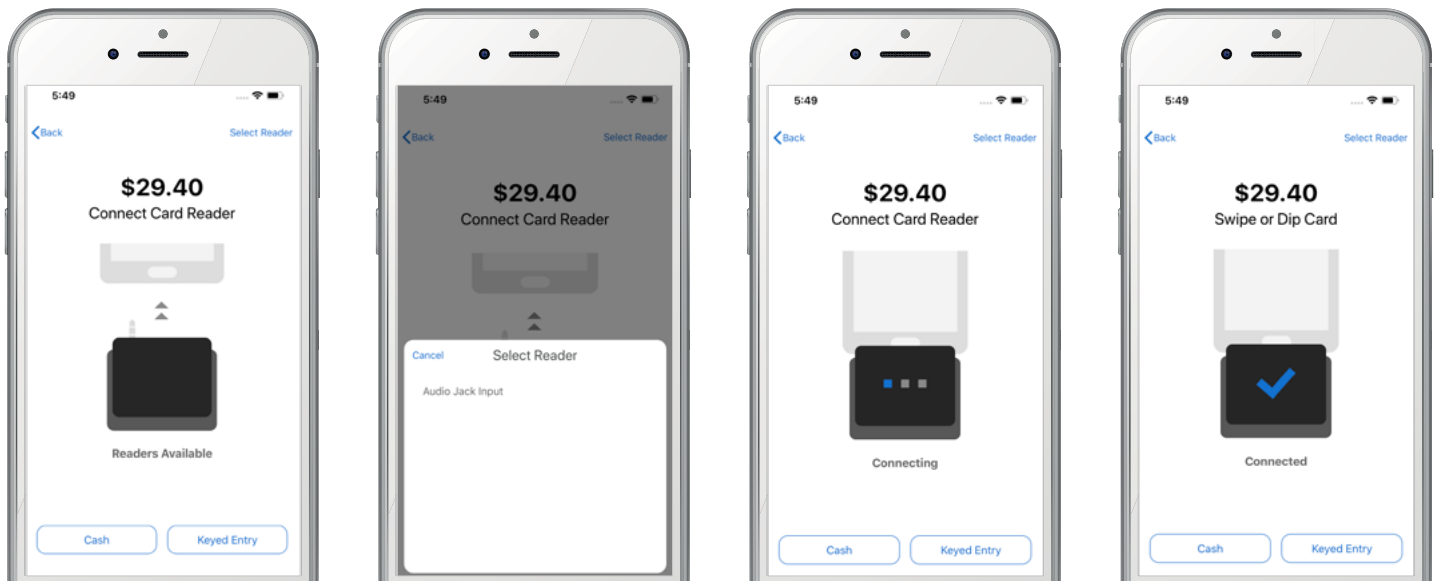 5:49
Back Select Reader
$29.40
Connect Card Reader
Readers Available
Cash Keyed Entry
5:49
Back Select Reader
$29.40
Connect Card Reader
Cancel Select Reader
Audio Jack Input
5:49
Back Select Reader
$29.40
Connect Card Reader
Connecting
Cash Keyed Entry
5:49
Back Select Reader
$29.40
Swipe or Dip Card
Connected
Cash Keyed Entry